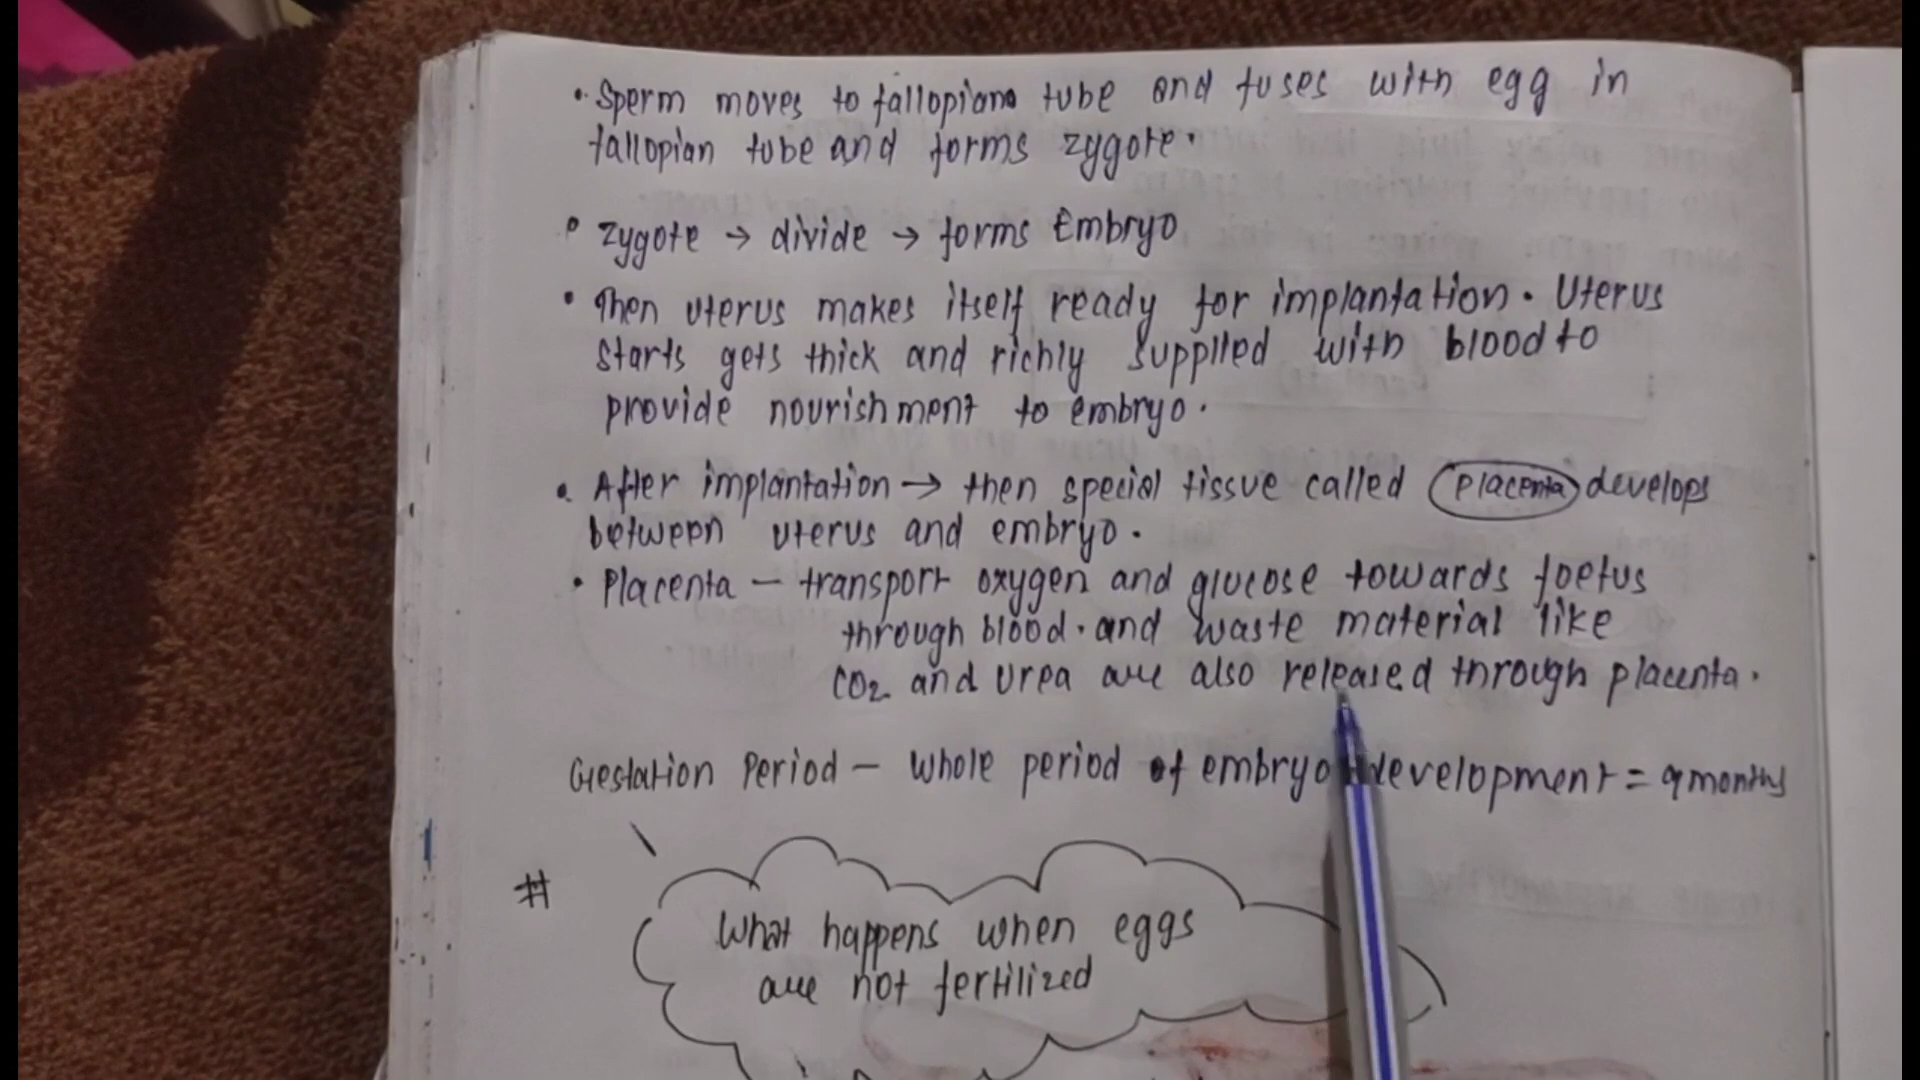 • Sperm moves to fallopian tube and fuses with egg in
fallopian tube and forms zygote.
• Zygote → divide → forms Embryo
• Then uterus makes itself ready for implantation. Uterus
starts gets thick and richly supplied with blood to
provide nourishment to embryo.
• After implantation → then special tissue called placenta develops
between uterus and embryo.
• Placenta — transport oxygen and glucose towards foetus
through blood. and waste material like
CO2 and urea are also released through placenta.
Gestation Period — whole period of embryo development = 9 months
# What happens when eggs
are not fertilized